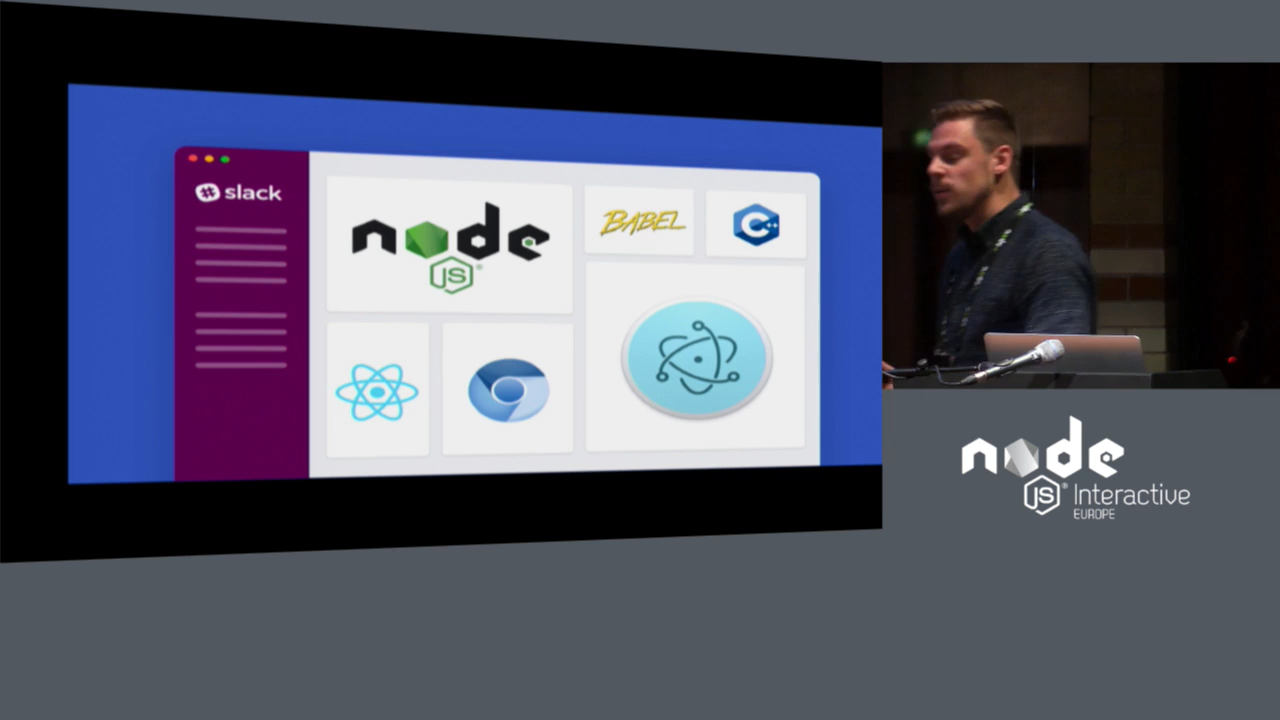 slack
node
JS
BABEL
C++
node
JS Interactive
EUROPE